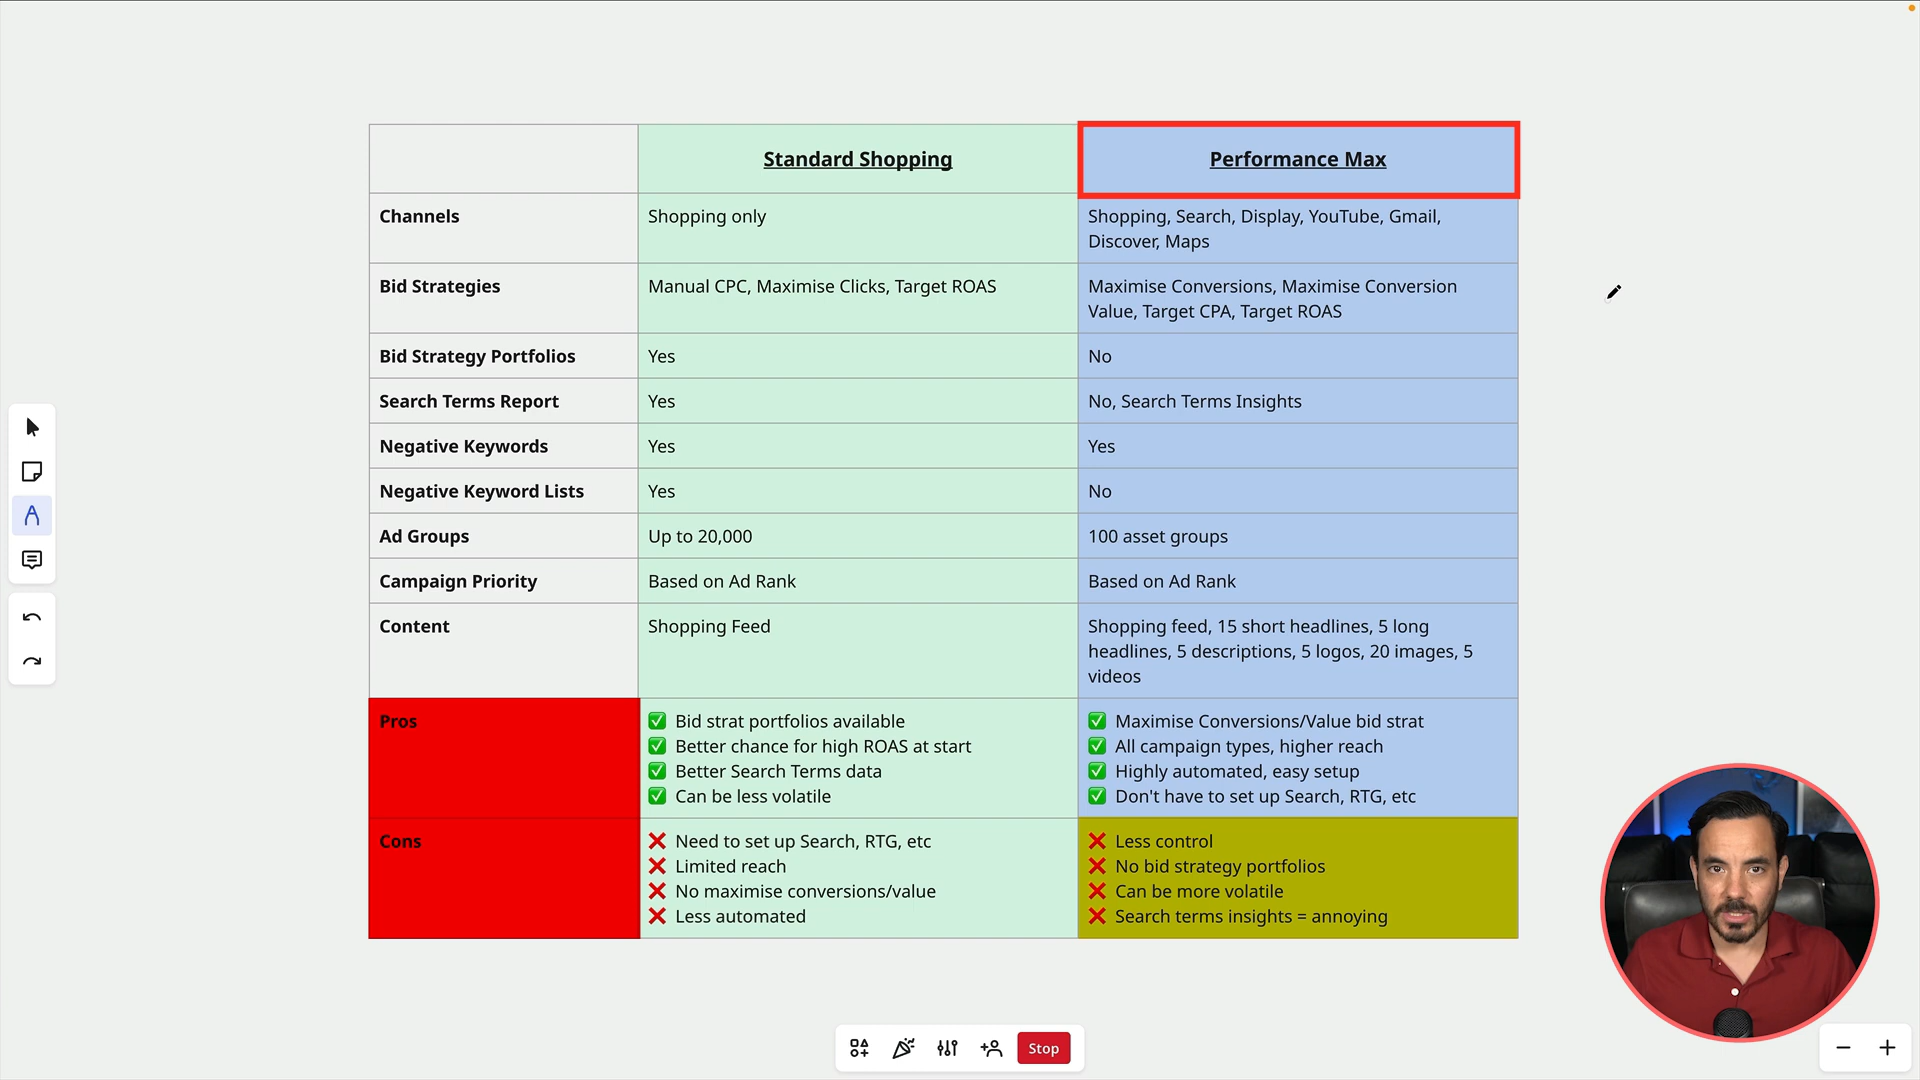 Standard Shopping
Performance Max
Channels
Shopping only
Shopping, Search, Display, YouTube, Gmail,
Discover, Maps
Bid Strategies
Manual CPC, Maximise Clicks, Target ROAS
Maximise Conversions, Maximise Conversion
Value, Target CPA, Target ROAS
Bid Strategy Portfolios
Yes
No
Search Terms Report
Yes
No, Search Terms Insights
Negative Keywords
Yes
Yes
Negative Keyword Lists
Yes
No
Ad Groups
Up to 20,000
100 asset groups
Campaign Priority
Based on Ad Rank
Based on Ad Rank
Content
Shopping Feed
Shopping feed, 15 short headlines, 5 long
headlines, 5 descriptions, 5 logos, 20 images, 5
videos
Pros
✅ Bid strat portfolios available
✅ Better chance for high ROAS at start
✅ Better Search Terms data
✅ Can be less volatile
✅ Maximise Conversions/Value bid strat
✅ All campaign types, higher reach
✅ Highly automated, easy setup
✅ Don't have to set up Search, RTG, etc
Cons
❌ Need to set up Search, RTG, etc
❌ Limited reach
❌ No maximise conversions/value
❌ Less automated
❌ Less control
❌ No bid strategy portfolios
❌ Can be more volatile
❌ Search terms insights = annoying
Stop